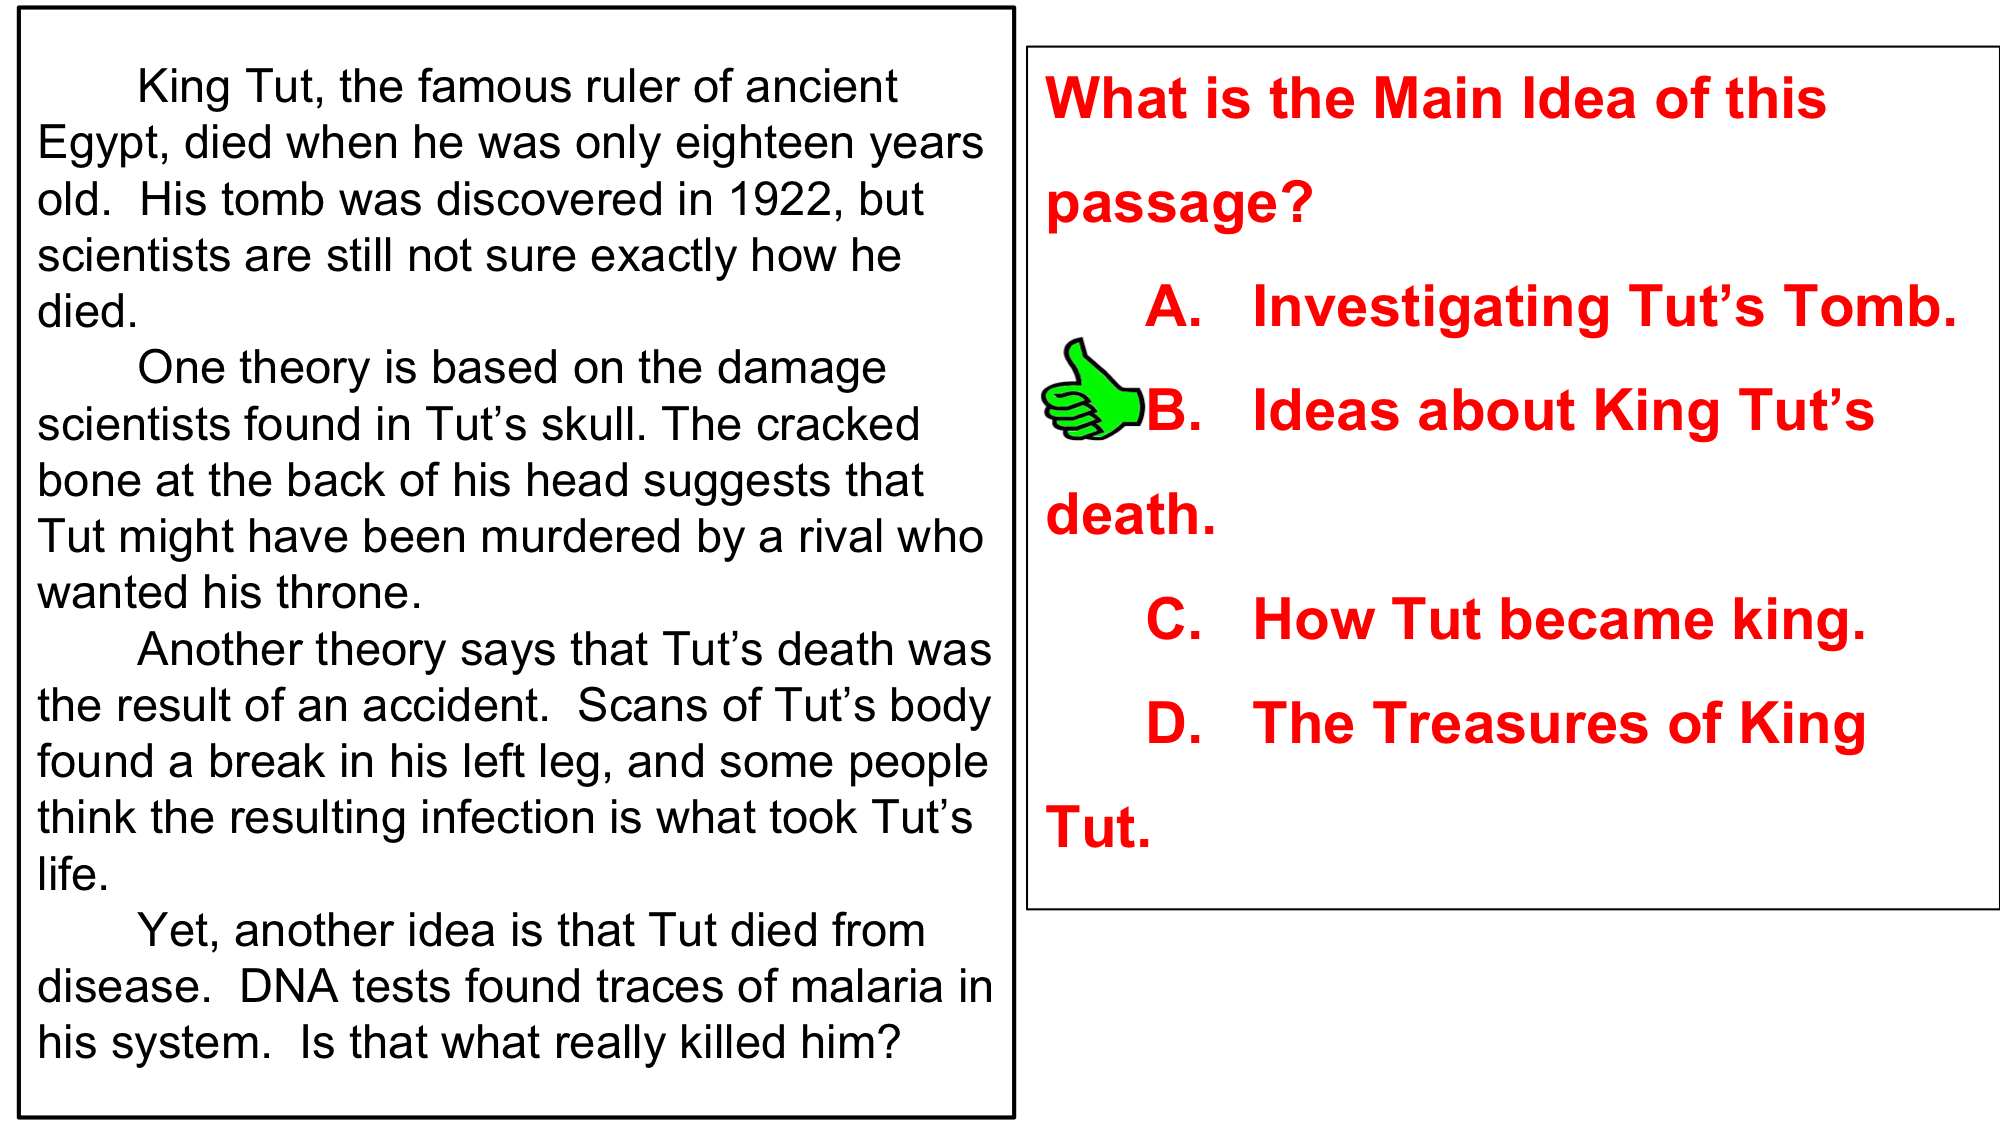 King Tut, the famous ruler of ancient
Egypt, died when he was only eighteen years
old.  His tomb was discovered in 1922, but
scientists are still not sure exactly how he
died.
One theory is based on the damage
scientists found in Tut’s skull. The cracked
bone at the back of his head suggests that
Tut might have been murdered by a rival who
wanted his throne.
Another theory says that Tut’s death was
the result of an accident.  Scans of Tut’s body
found a break in his left leg, and some people
think the resulting infection is what took Tut’s
life.
Yet, another idea is that Tut died from
disease.  DNA tests found traces of malaria in
his system.  Is that what really killed him?
What is the Main Idea of this
passage?
A. Investigating Tut’s Tomb.
B. Ideas about King Tut’s
death.
C. How Tut became king.
D. The Treasures of King
Tut.